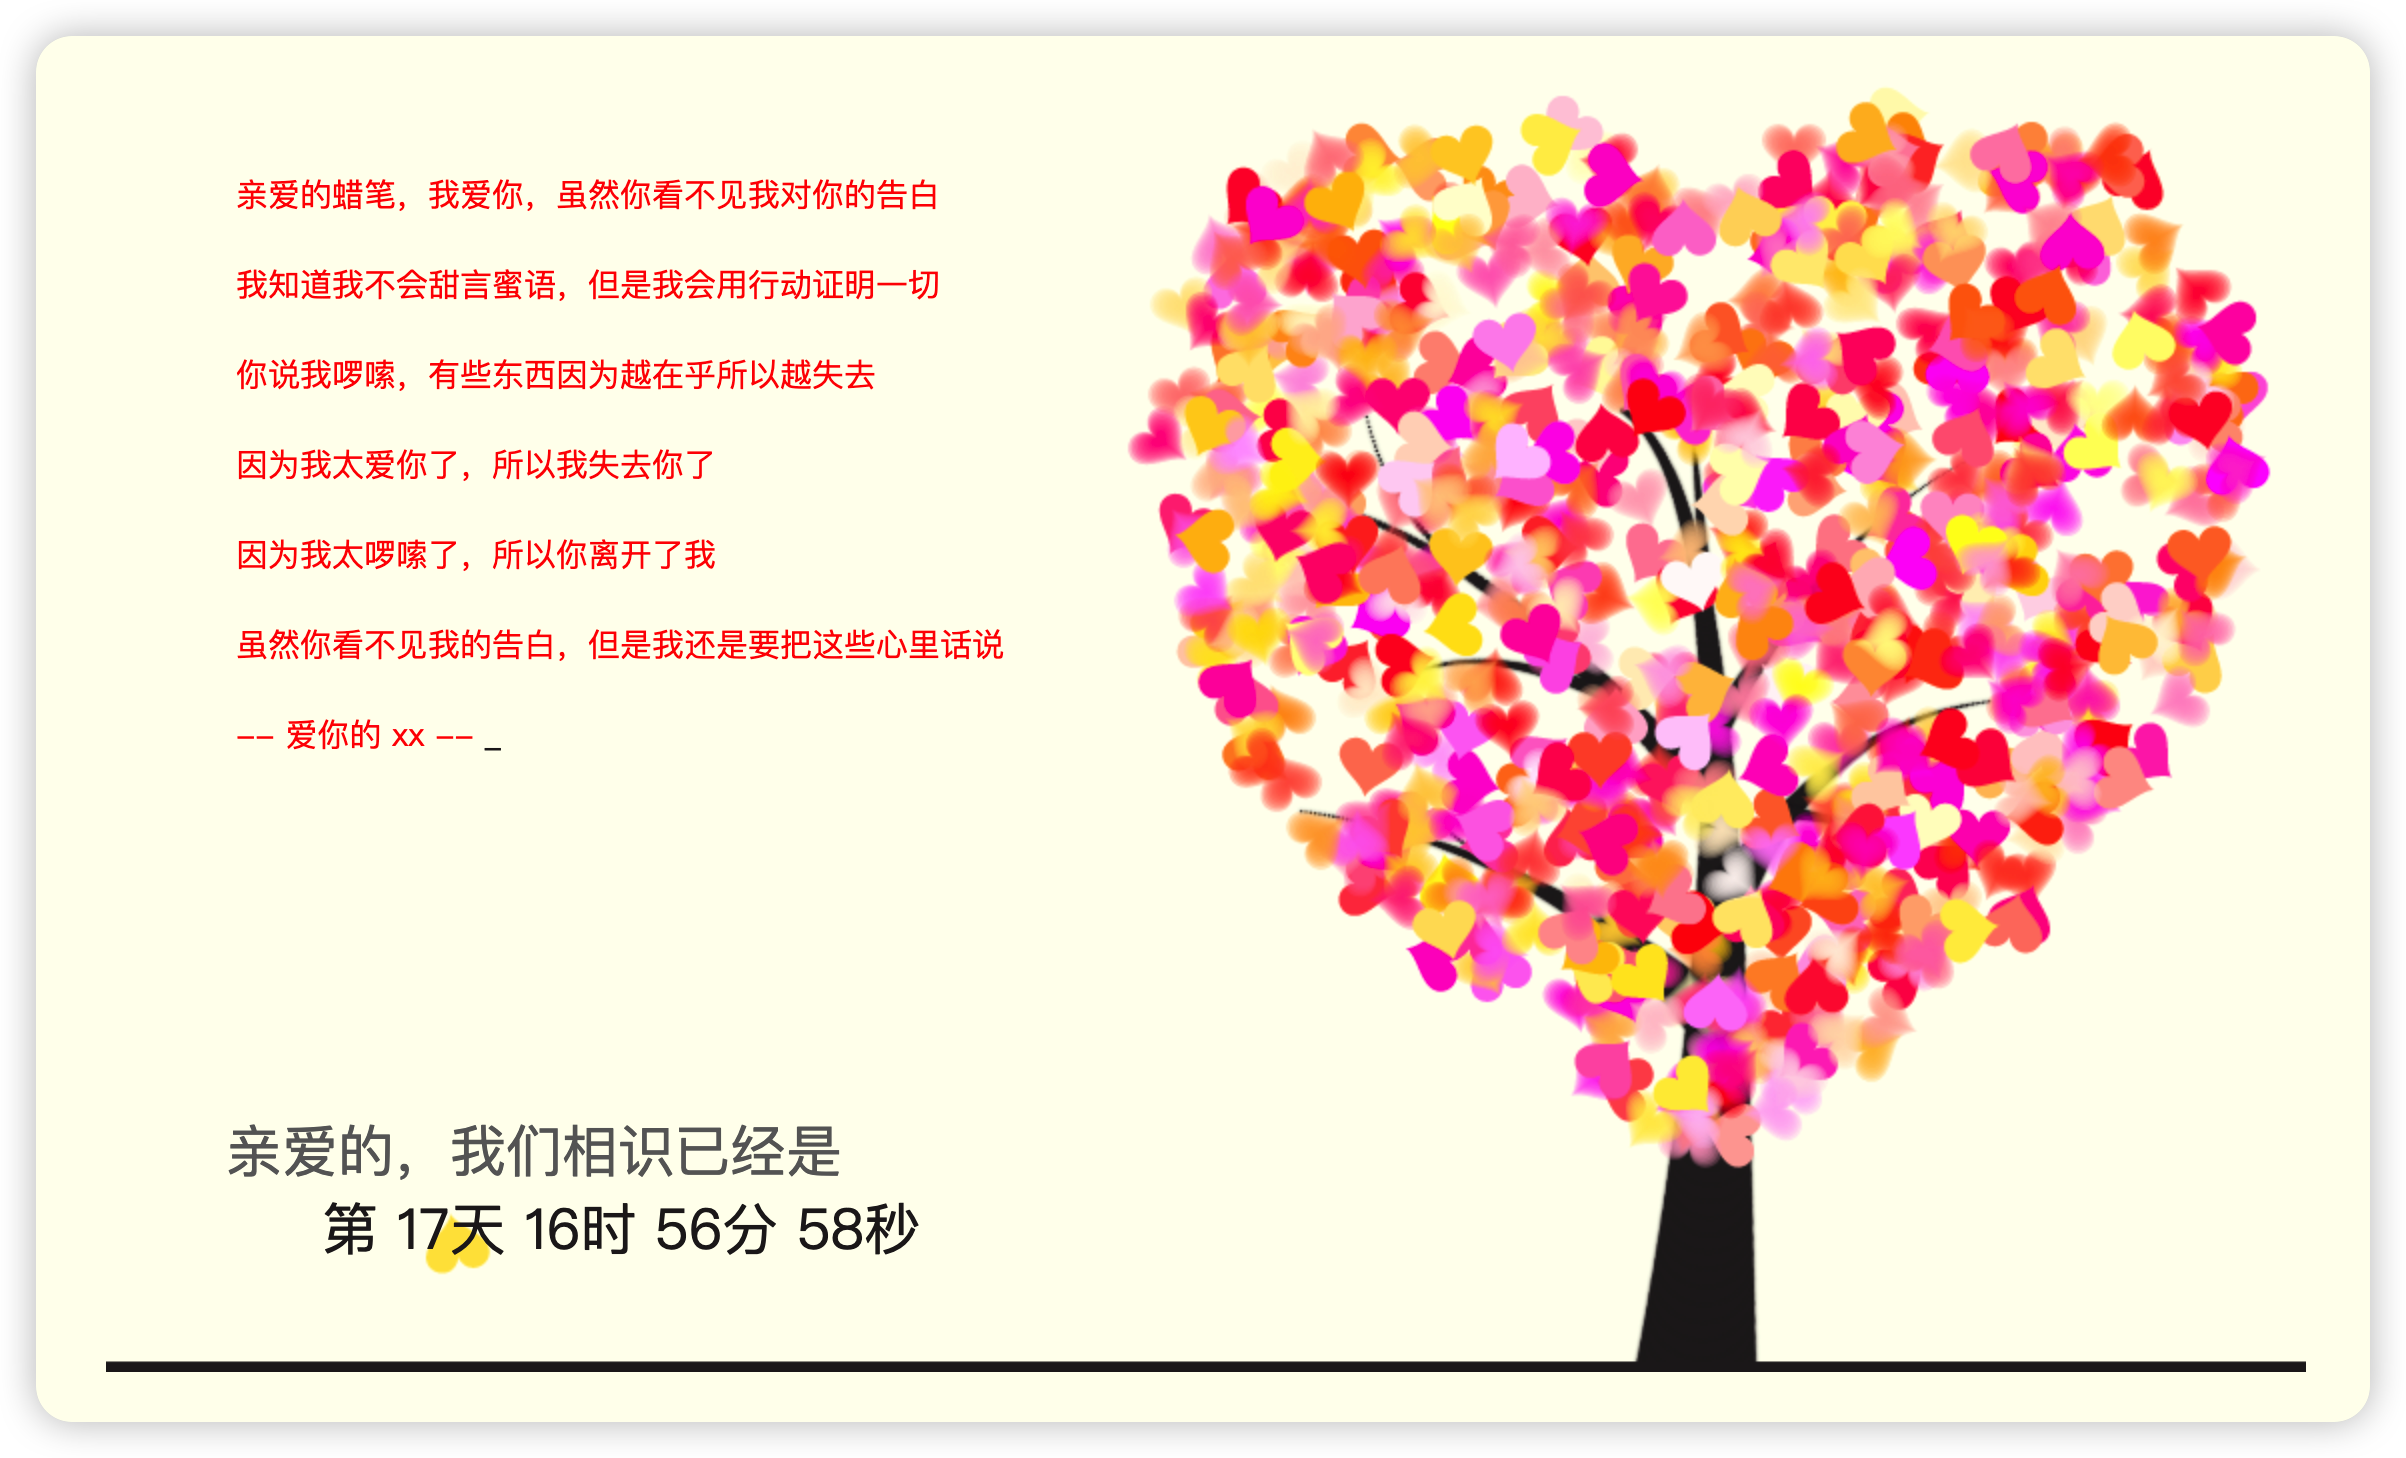 亲爱的蜡笔，我爱你，虽然你看不见我对你的告白
我知道我不会甜言蜜语，但是我会用行动证明一切
你说我啰嗦，有些东西因为越在乎所以越失去
因为我太爱你了，所以我失去你了
因为我太啰嗦了，所以你离开了我
虽然你看不见我的告白，但是我还是要把这些心里话说
-- 爱你的 xx -- _
亲爱的，我们相识已经是
第 17天 16时 56分 58秒